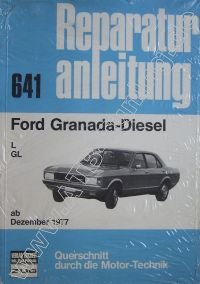 Reparatur
anleitung
641
Ford Granada-Diesel
L
GL
ab
Dezember 1977
Querschnitt
durch die Motor-Technik